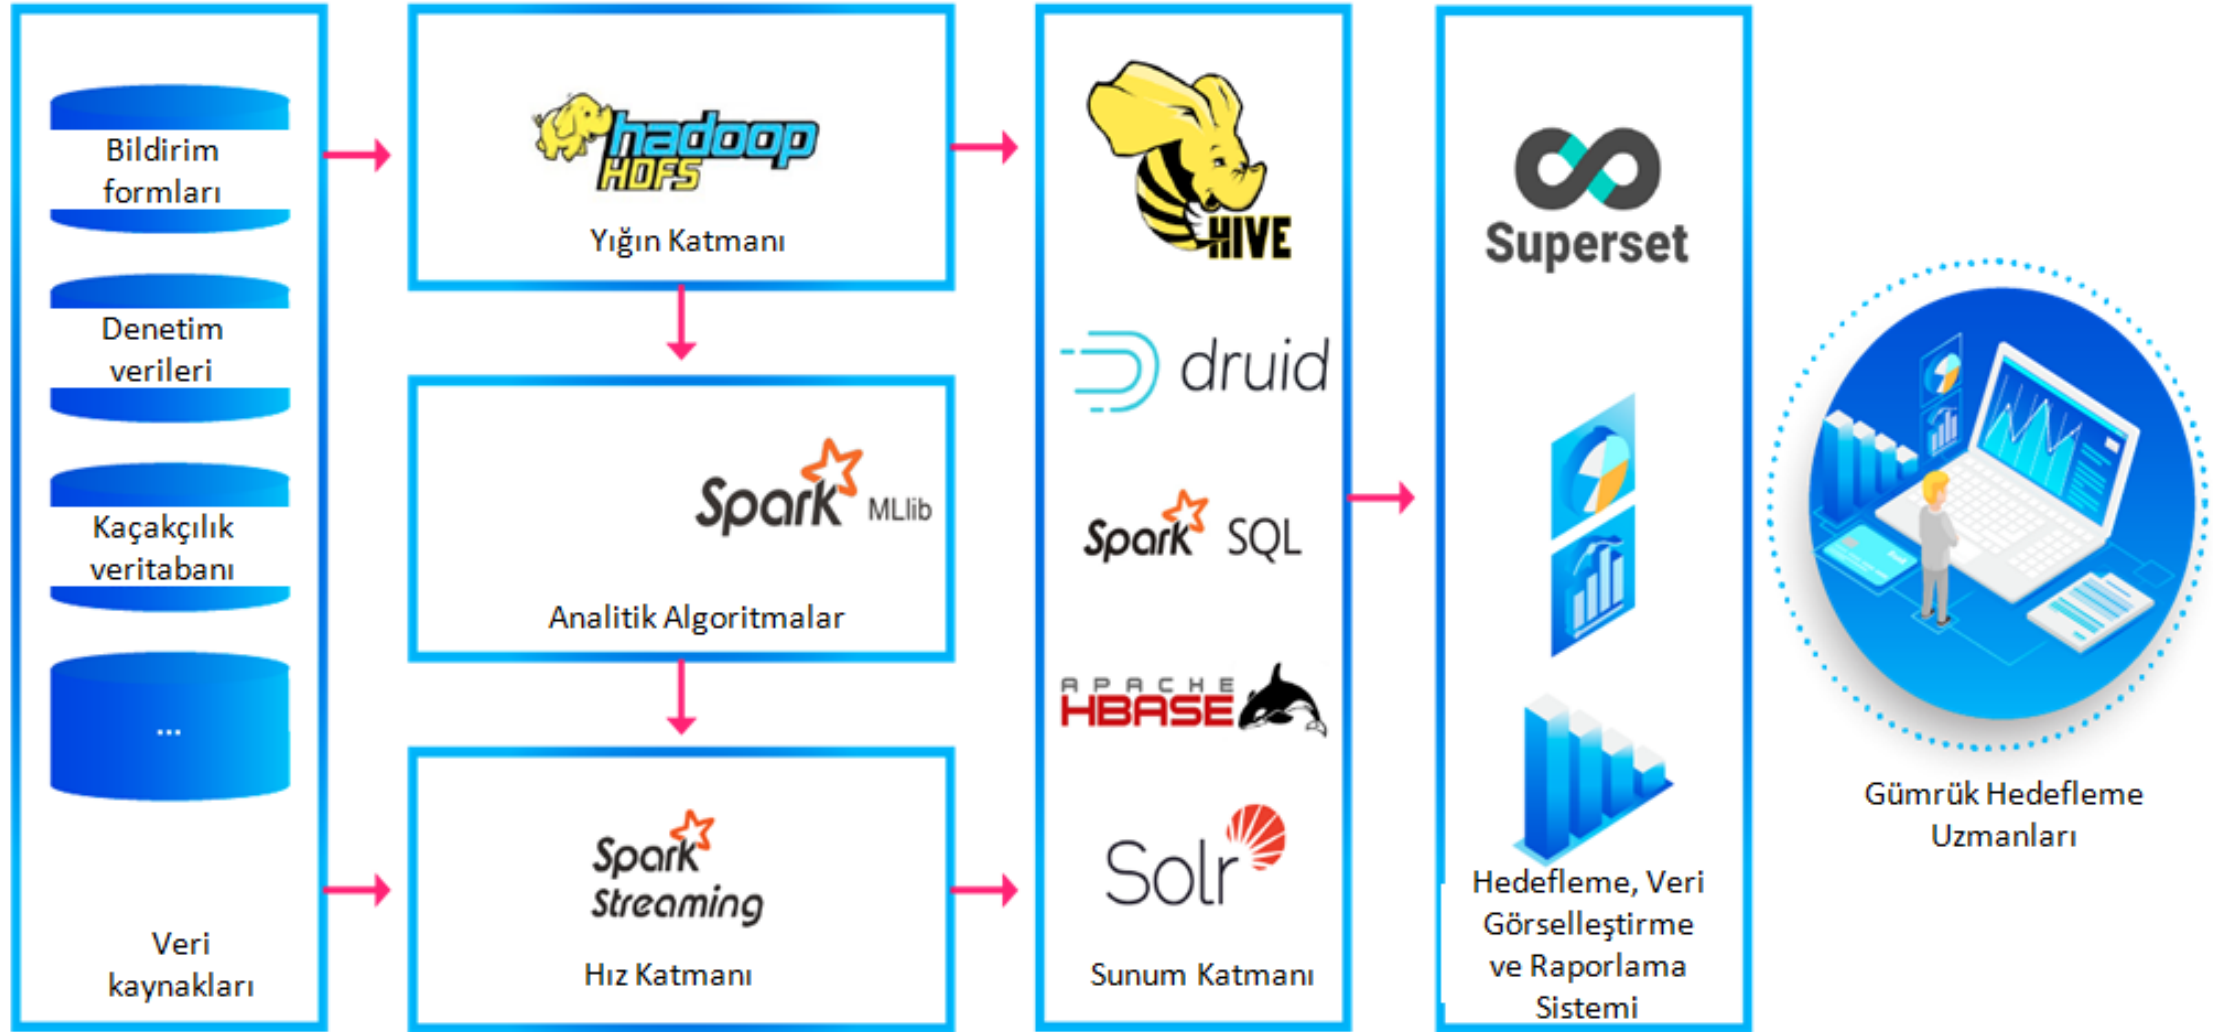 Bildirim
formları
Denetim
verileri
Kaçakçılık
veritabanı
...
Veri
kaynakları
hadoop
HDFS
Yığın Katmanı
Spark MLlib
Analitik Algoritmalar
Spark
Streaming
Hız Katmanı
HIVE
druid
Spark SQL
APACHE
HBASE
Solr
Sunum Katmanı
Superset
Hedefleme, Veri
Görselleştirme
ve Raporlama
Sistemi
Gümrük Hedefleme
Uzmanları